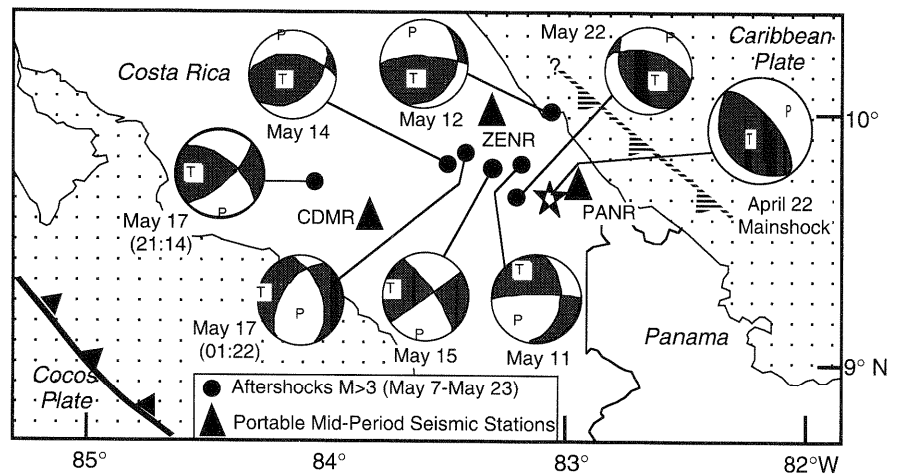 May 22
Caribbean
Plate
Costa Rica
P
T
P
T
P
T
P
T
?
May 14
May 12
ZENR
10°
T
P
May 17
(21:14)
CDMR
PANR
April 22
Mainshock
T
P
May 17
(01:22)
T
P
May 15
T
P
May 11
Panama
Cocos
Plate
9° N
Aftershocks M>3 (May 7-May 23)
Portable Mid-Period Seismic Stations
85°
84°
83°
82°W